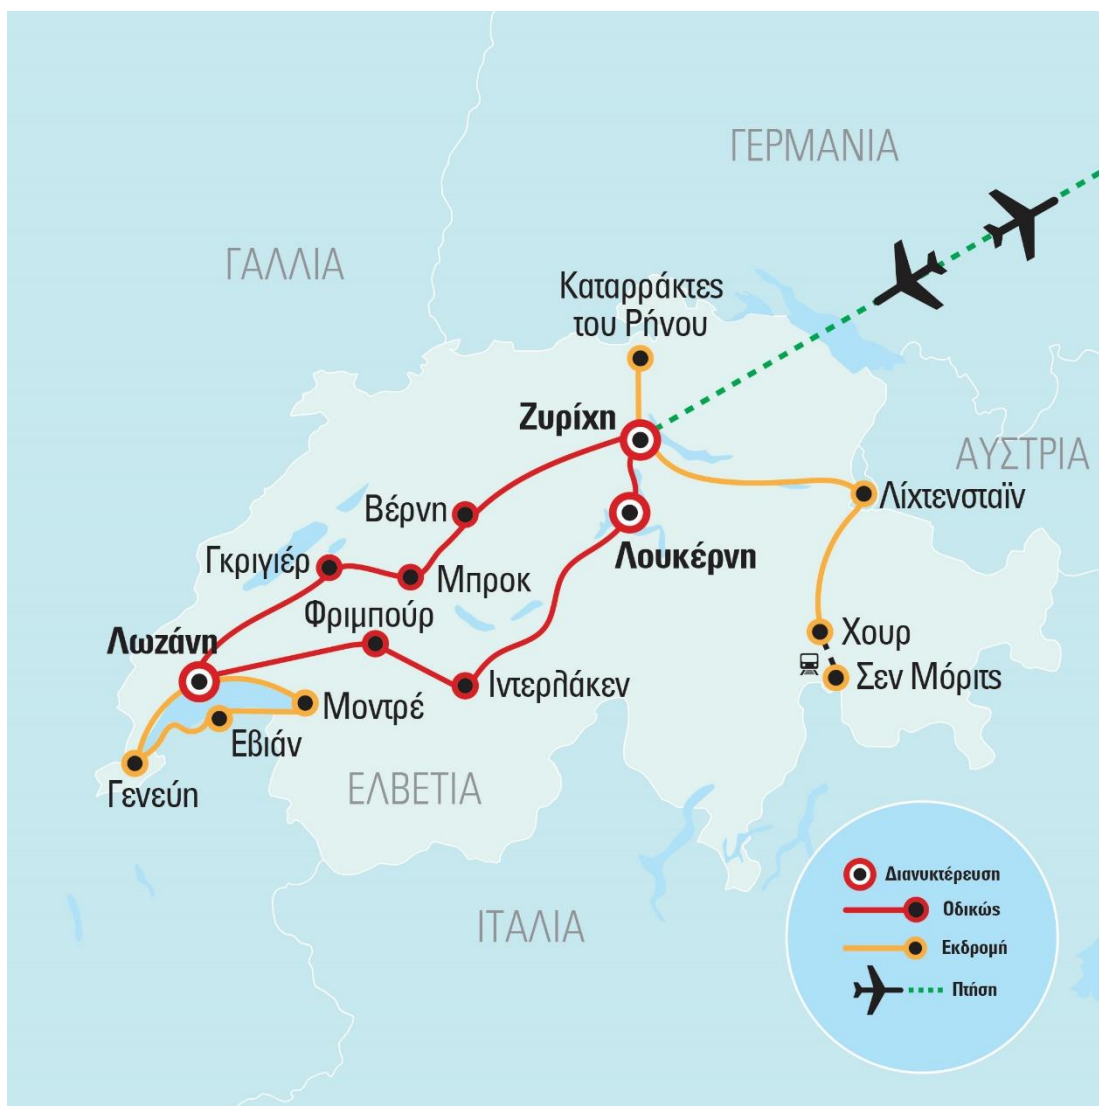 ΓΕΡΜΑΝΙΑ
ΓΑΛΛΙΑ
Καταρράκτες
του Ρήνου
Ζυρίχη
ΑΥΣΤΡΙΑ
Λίχτενσταϊν
Βέρνη
Λουκέρνη
Γκριγιέρ
Μπροκ
Φριμπούρ
Λωζάνη
Χουρ
Ιντερλάκεν
Σεν Μόριτς
Μοντρέ
Εβιάν
Γενεύη
ΕΛΒΕΤΙΑ
ΙΤΑΛΙΑ
Διανυκτέρευση
Οδικώς
Εκδρομή
Πτήση